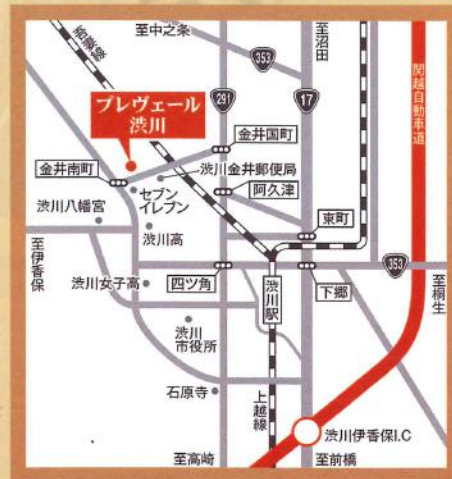 至中之条
吾妻線
353
至沼田
291
17
関越自動車道
プレヴェール
渋川
金井国町
金井南町
渋川金井郵便局
セブン
イレブン
阿久津
渋川八幡宮
東町
渋川高
至伊香保
353
渋川女子高
四ツ角
渋川駅
下郷
至桐生
渋川
市役所
石原寺
上越線
渋川伊香保I.C
至高崎
至前橋